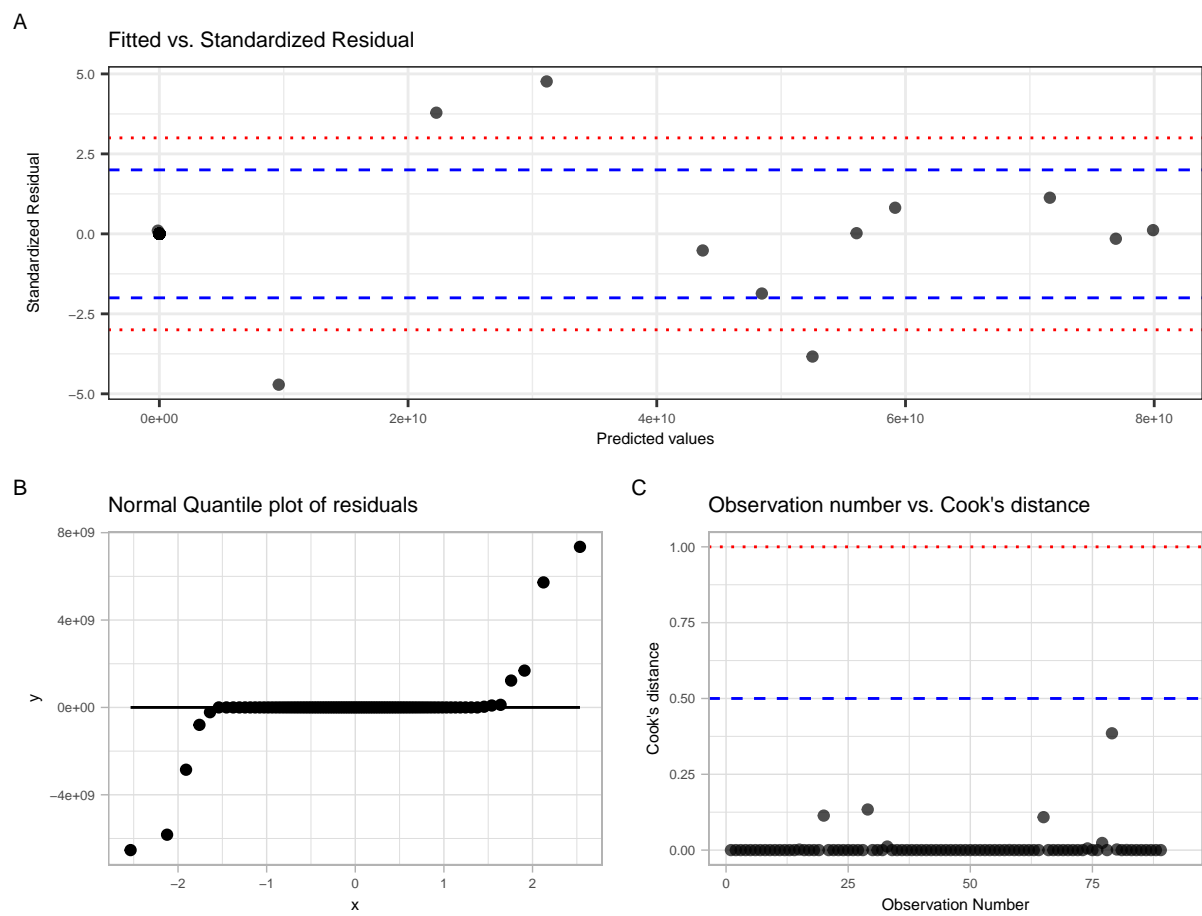 A
Fitted vs. Standardized Residual
5.0
2.5
0.0
−2.5
−5.0
Standardized Residual
0e+00 2e+10 4e+10 6e+10 8e+10
Predicted values
B
Normal Quantile plot of residuals
8e+09
4e+09
0e+00
−4e+09
y
−2 −1 0 1 2
x
C
Observation number vs. Cook's distance
1.00
0.75
0.50
0.25
0.00
Cook's distance
0 25 50 75
Observation Number